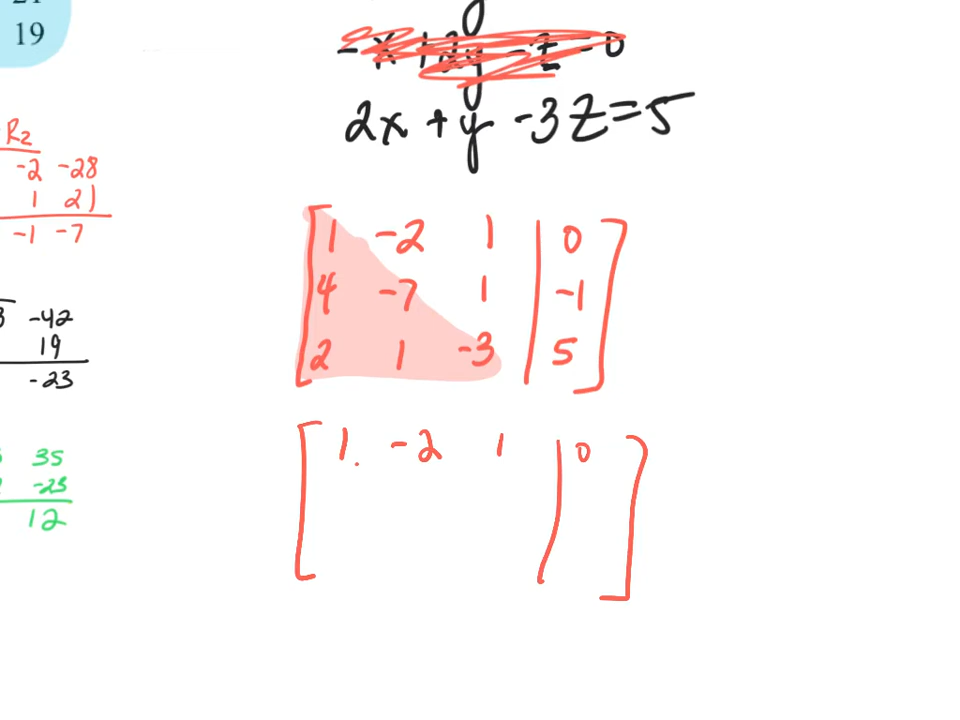 19
2x + y - 3z = 5
R2
-2 -28
1 21
-1 -7
-42
19
-23
35
-23
12
1 -2 1 | 0
4 -7 1 | -1
2 1 -3 | 5
1. -2 1 | 0